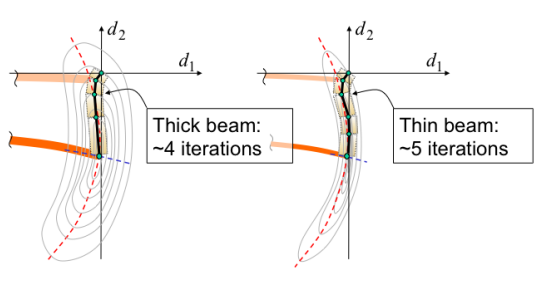 d₂
d₁
Thick beam:
~4 iterations
d₂
d₁
Thin beam:
~5 iterations